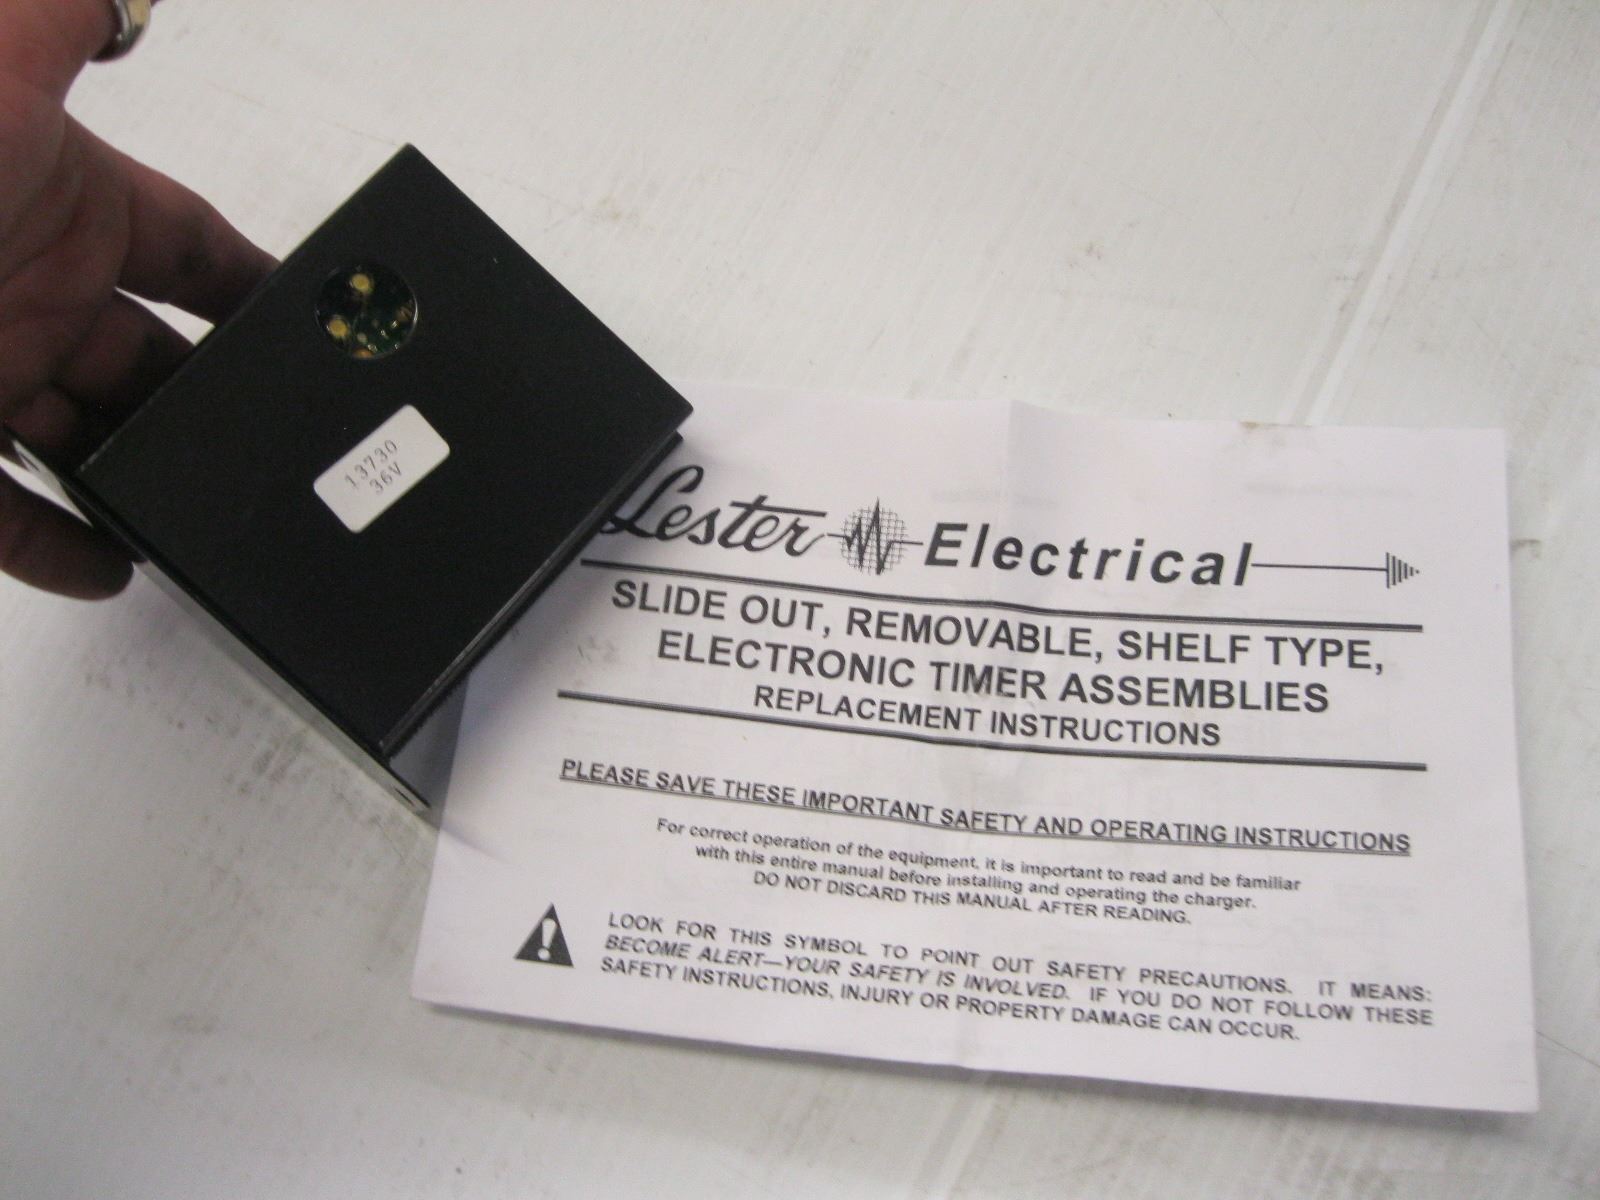 13730
36V
Lester Electrical
SLIDE OUT, REMOVABLE, SHELF TYPE,
ELECTRONIC TIMER ASSEMBLIES
REPLACEMENT INSTRUCTIONS
PLEASE SAVE THESE IMPORTANT SAFETY AND OPERATING INSTRUCTIONS
For correct operation of the equipment, it is important to read and be familiar
with this entire manual before installing and operating the charger.
DO NOT DISCARD THIS MANUAL AFTER READING.
LOOK FOR THIS SYMBOL TO POINT OUT SAFETY PRECAUTIONS. IT MEANS:
BECOME ALERT—YOUR SAFETY IS INVOLVED. IF YOU DO NOT FOLLOW THESE
SAFETY INSTRUCTIONS, INJURY OR PROPERTY DAMAGE CAN OCCUR.